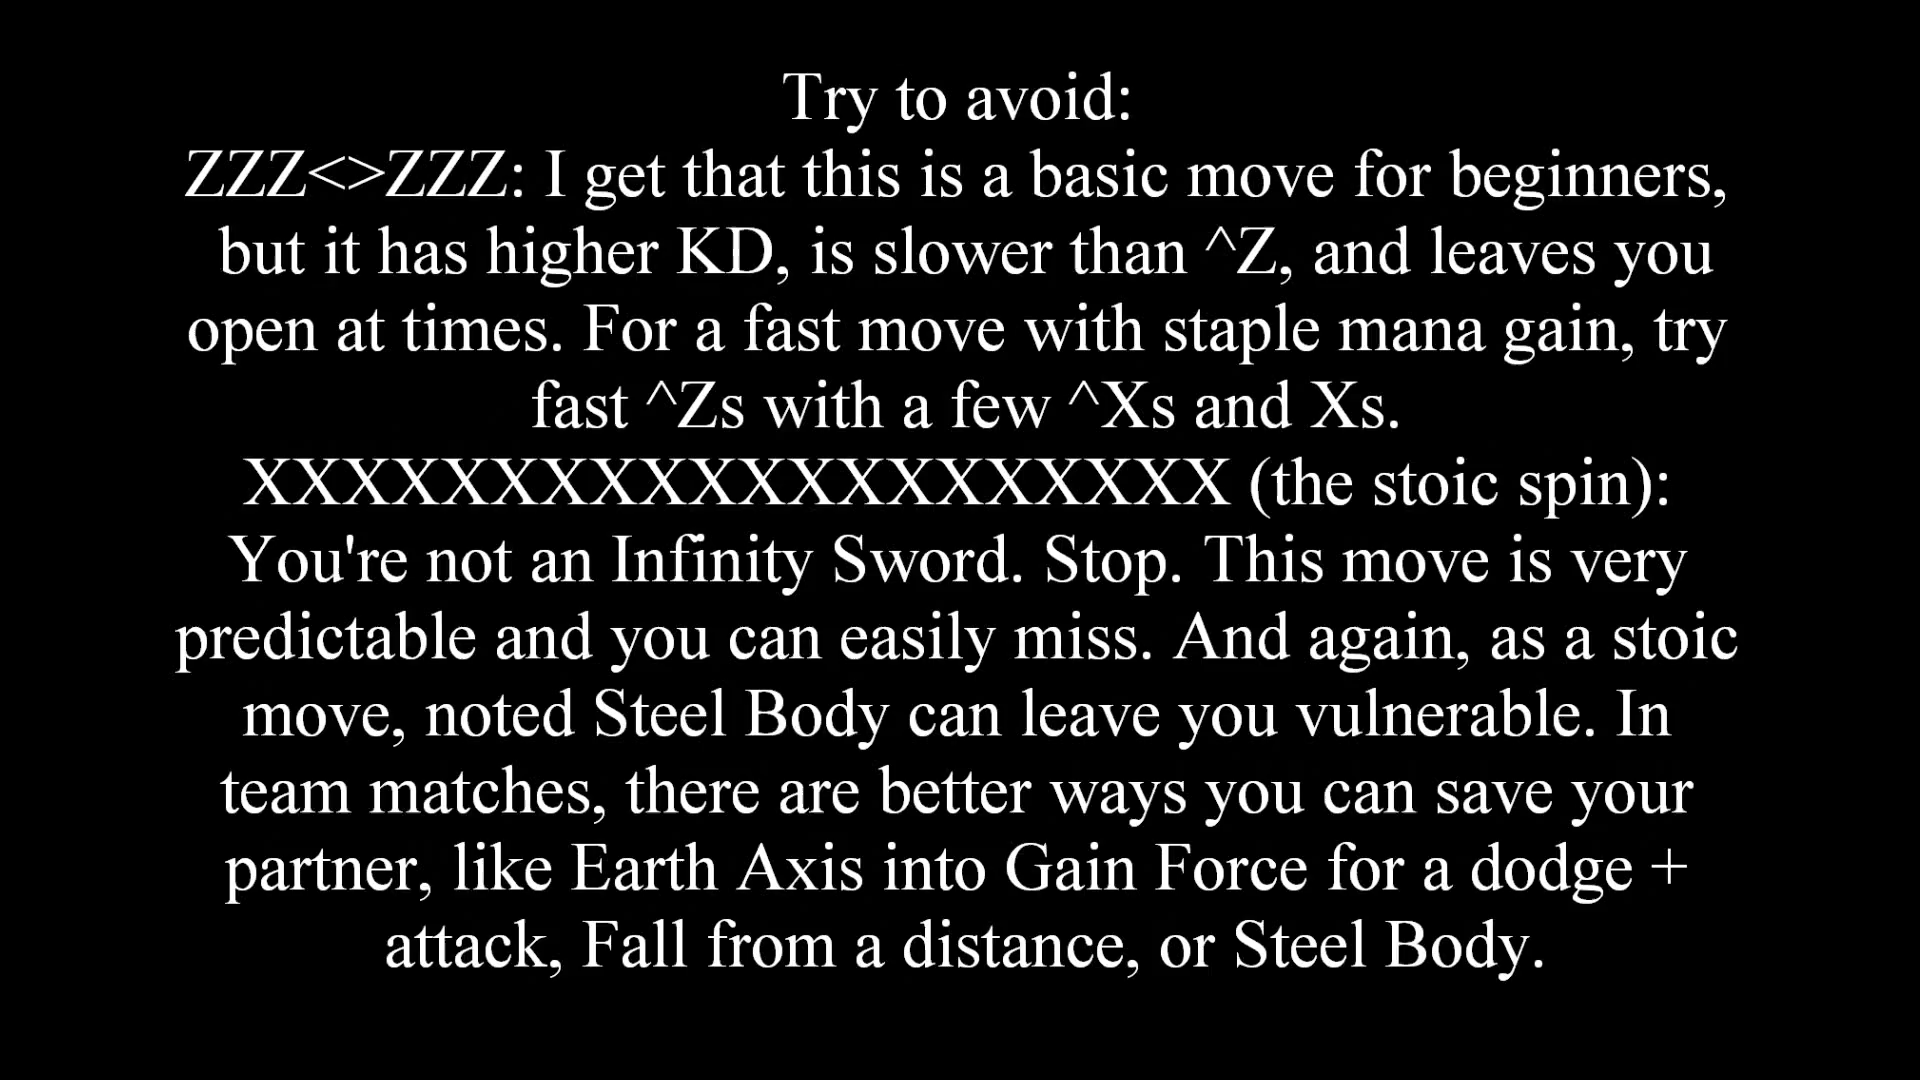 Try to avoid:
ZZZ<>ZZZ: I get that this is a basic move for beginners,
but it has higher KD, is slower than ^Z, and leaves you
open at times. For a fast move with staple mana gain, try
fast ^Zs with a few ^Xs and Xs.
XXXXXXXXXXXXXXXXXXXX (the stoic spin):
You're not an Infinity Sword. Stop. This move is very
predictable and you can easily miss. And again, as a stoic
move, noted Steel Body can leave you vulnerable. In
team matches, there are better ways you can save your
partner, like Earth Axis into Gain Force for a dodge +
attack, Fall from a distance, or Steel Body.